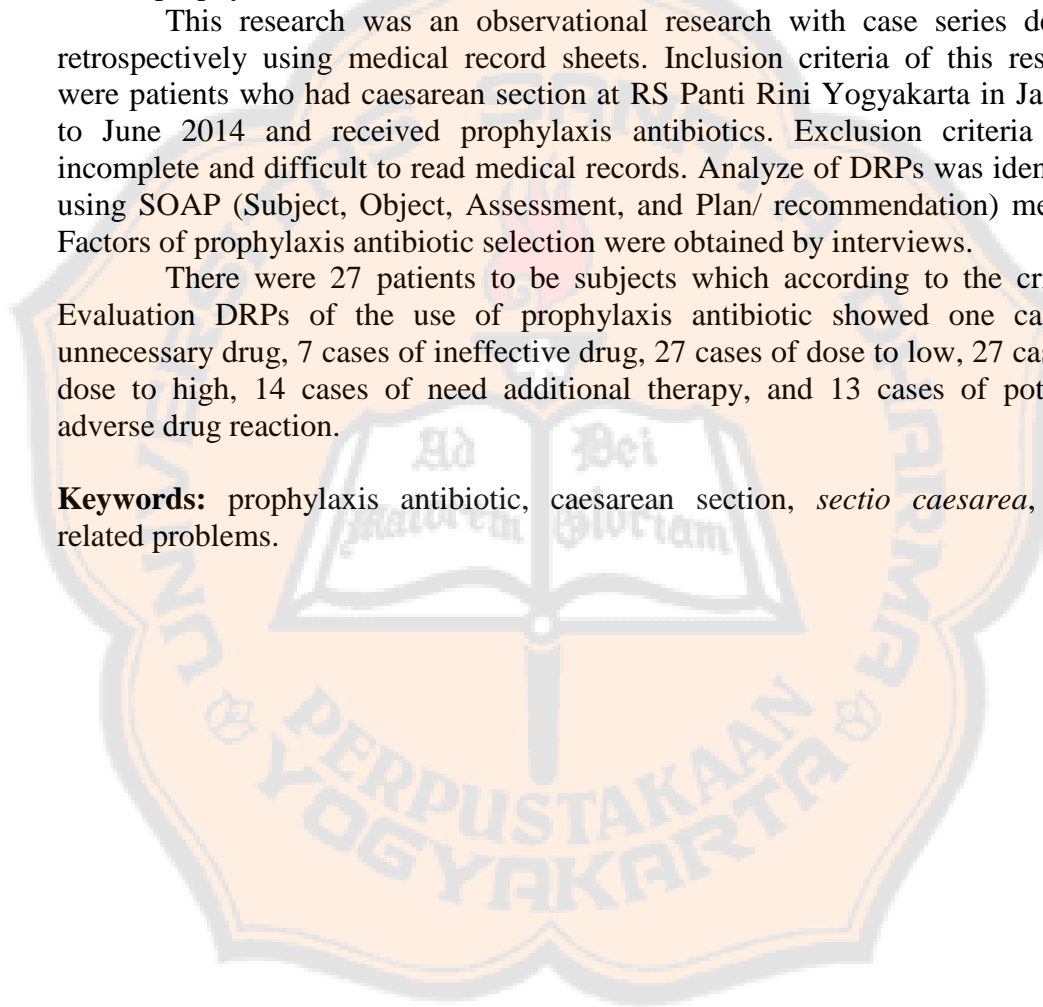 This research was an observational research with case series de
retrospectively using medical record sheets. Inclusion criteria of this res
were patients who had caesarean section at RS Panti Rini Yogyakarta in Ja
to June 2014 and received prophylaxis antibiotics. Exclusion criteria
incomplete and difficult to read medical records. Analyze of DRPs was iden
using SOAP (Subject, Object, Assessment, and Plan/ recommendation) me
Factors of prophylaxis antibiotic selection were obtained by interviews.
There were 27 patients to be subjects which according to the cr
Evaluation DRPs of the use of prophylaxis antibiotic showed one ca
unnecessary drug, 7 cases of ineffective drug, 27 cases of dose to low, 27 ca
dose to high, 14 cases of need additional therapy, and 13 cases of pot
adverse drug reaction.
Keywords: prophylaxis antibiotic, caesarean section, sectio caesarea,
related problems.
UNIVERSITAS SANATA DHARMA
Ad Dei
Maiorem Gloriam
PERPUSTAKAAN
YOGYAKARTA